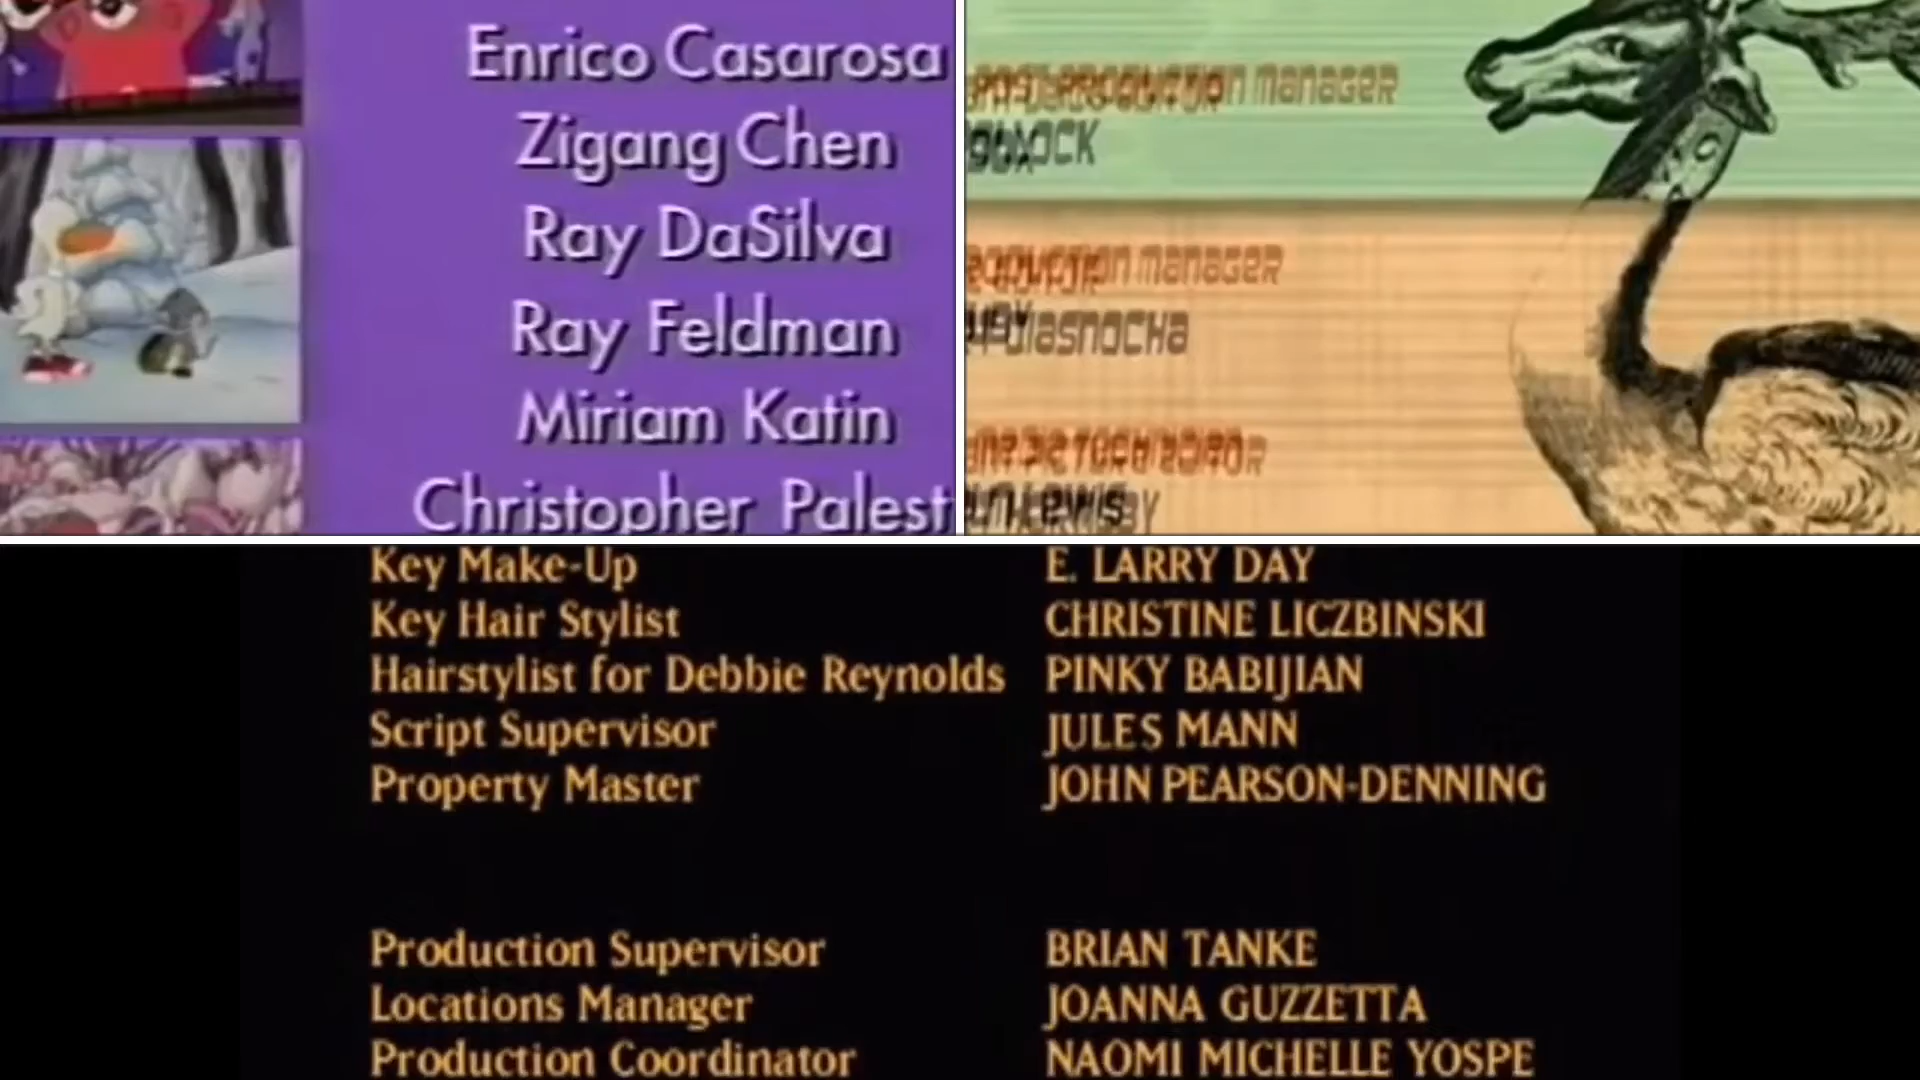 Enrico Casarosa
Zigang Chen
Ray DaSilva
Ray Feldman
Miriam Katin
Christopher Palest
Manager
Manager
Key Make-Up E. LARRY DAY
Key Hair Stylist CHRISTINE LICZBINSKI
Hairstylist for Debbie Reynolds PINKY BABIJIAN
Script Supervisor JULES MANN
Property Master JOHN PEARSON-DENNING
Production Supervisor BRIAN TANKE
Locations Manager JOANNA GUZZETTA
Production Coordinator NAOMI MICHELLE YOSPE